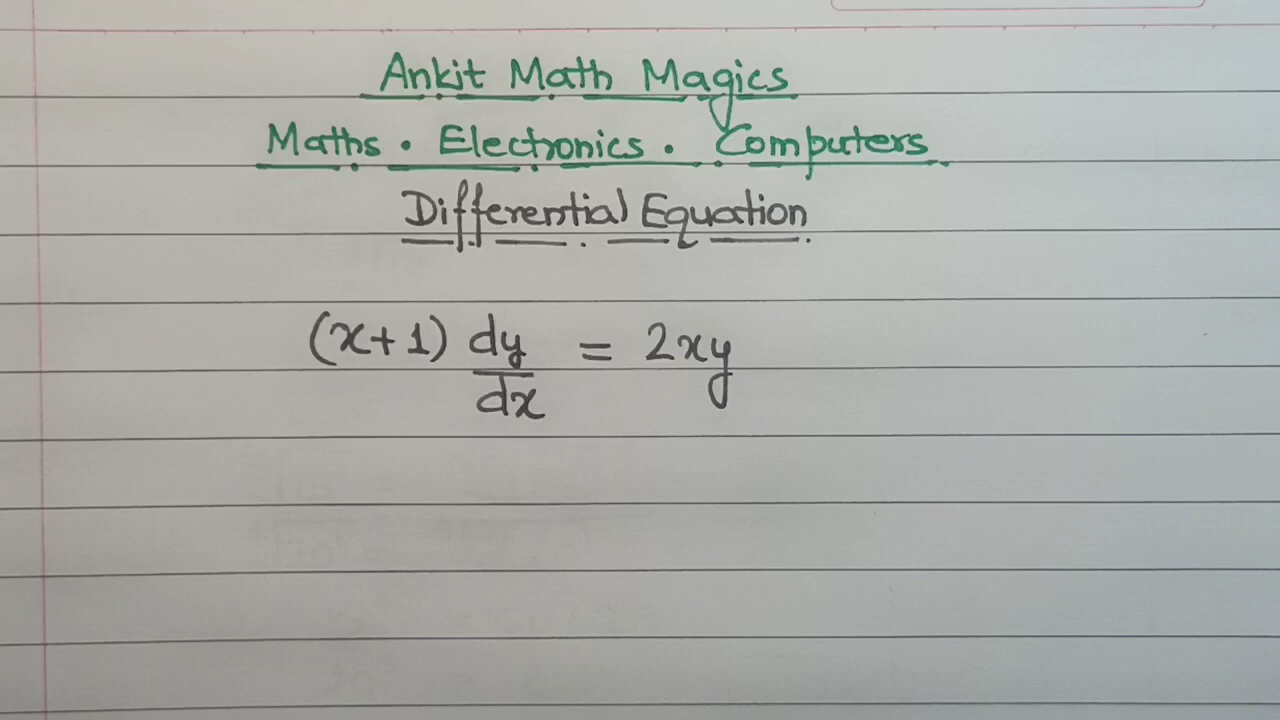 Ankit Math Magics
Maths . Electronics . Computers
Differential Equation
(x+1) dy/dx = 2xy